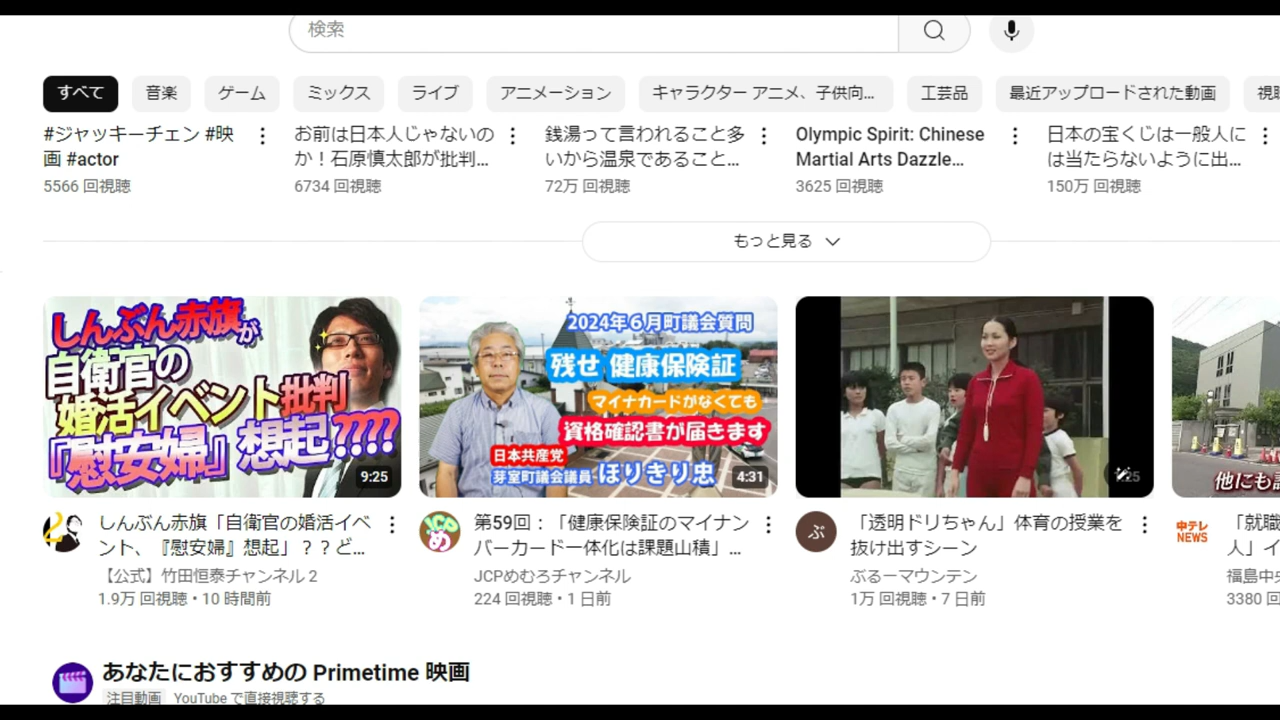 検索
すべて
音楽
ゲーム
ミックス
ライブ
アニメーション
キャラクター アニメ、子供向...
工芸品
最近アップロードされた動画
#ジャッキーチェン #映
画 #actor
5566 回視聴
お前は日本人じゃないの
か！石原慎太郎が批判...
6734 回視聴
銭湯って言われること多
いから温泉であること...
72万 回視聴
Olympic Spirit: Chinese
Martial Arts Dazzle...
3625 回視聴
日本の宝くじは一般人に
は当たらないように出...
150万 回視聴
もっと見る
しんぶん赤旗が
自衛官の
婚活イベント批判
『慰安婦』想起????
9:25
しんぶん赤旗「自衛官の婚活イベ
ント、『慰安婦』想起」？？ど...
【公式】竹田恒泰チャンネル 2
1.9万 回視聴・10 時間前
2024年６月町議会質問
残せ 健康保険証
マイナカードがなくても
資格確認書が届きます
日本共産党
芽室町議会議員 ほりきり忠
4:31
JCP
め
第59回：「健康保険証のマイナン
バーカード一体化は課題山積」...
JCPめむろチャンネル
224 回視聴・1 日前
ぶ
「透明ドリちゃん」体育の授業を
抜け出すシーン
ぶるーマウンテン
1万 回視聴・7 日前
他にも
中テレ
NEWS
「就職
人」イ
福島中央
3380 回
あなたにおすすめの Primetime 映画
注目動画 YouTube で直接視聴する